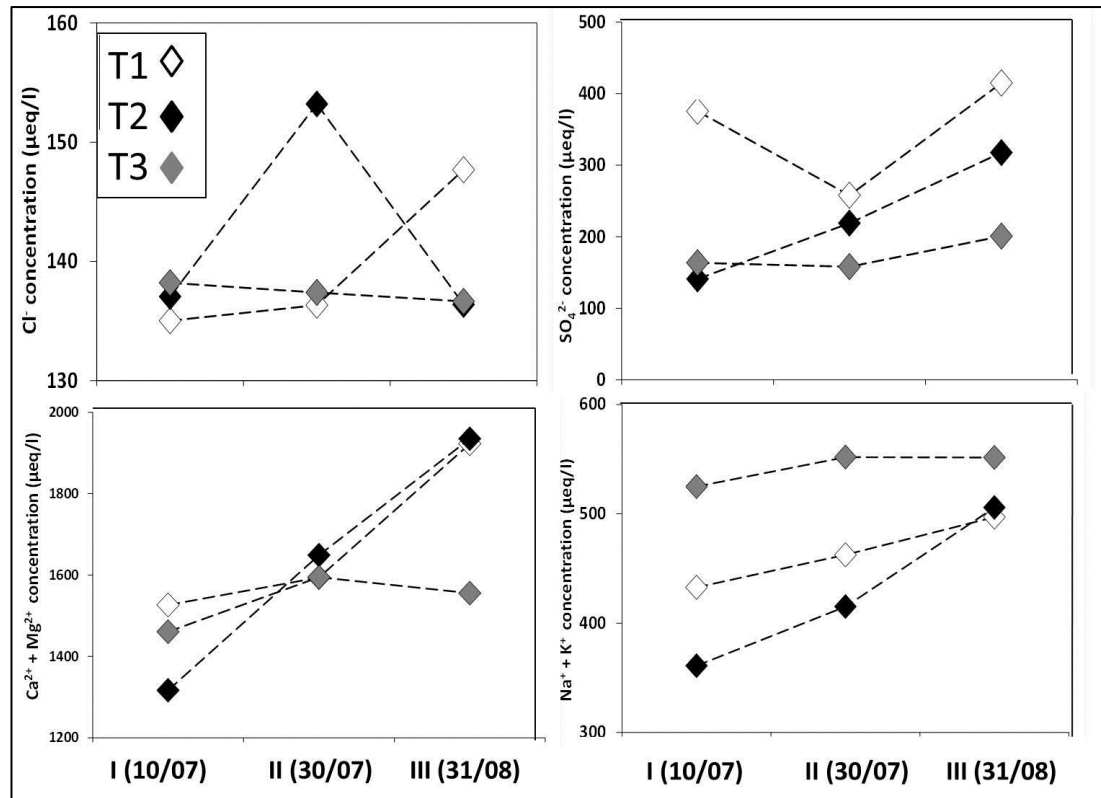 160
150
140
130
Cl⁻ concentration (µeq/l)
T1
T2
T3
500
400
300
200
100
0
SO₄²⁻ concentration (µeq/l)
2000
1800
1600
1400
1200
Ca²⁺ + Mg²⁺ concentration (µeq/l)
600
500
400
300
Na⁺ + K⁺ concentration (µeq/l)
I (10/07) II (30/07) III (31/08)
I (10/07) II (30/07) III (31/08)